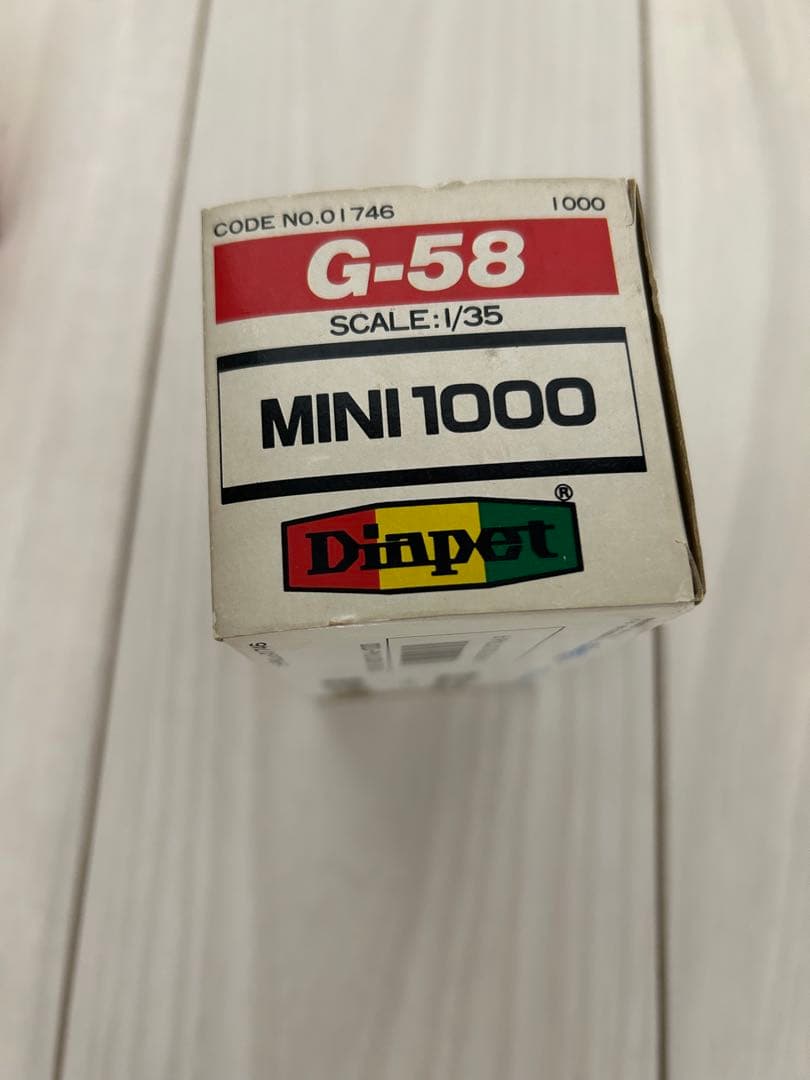 CODE NO.01746 1000
G-58
SCALE:1/35
MINI 1000
Diapet ®